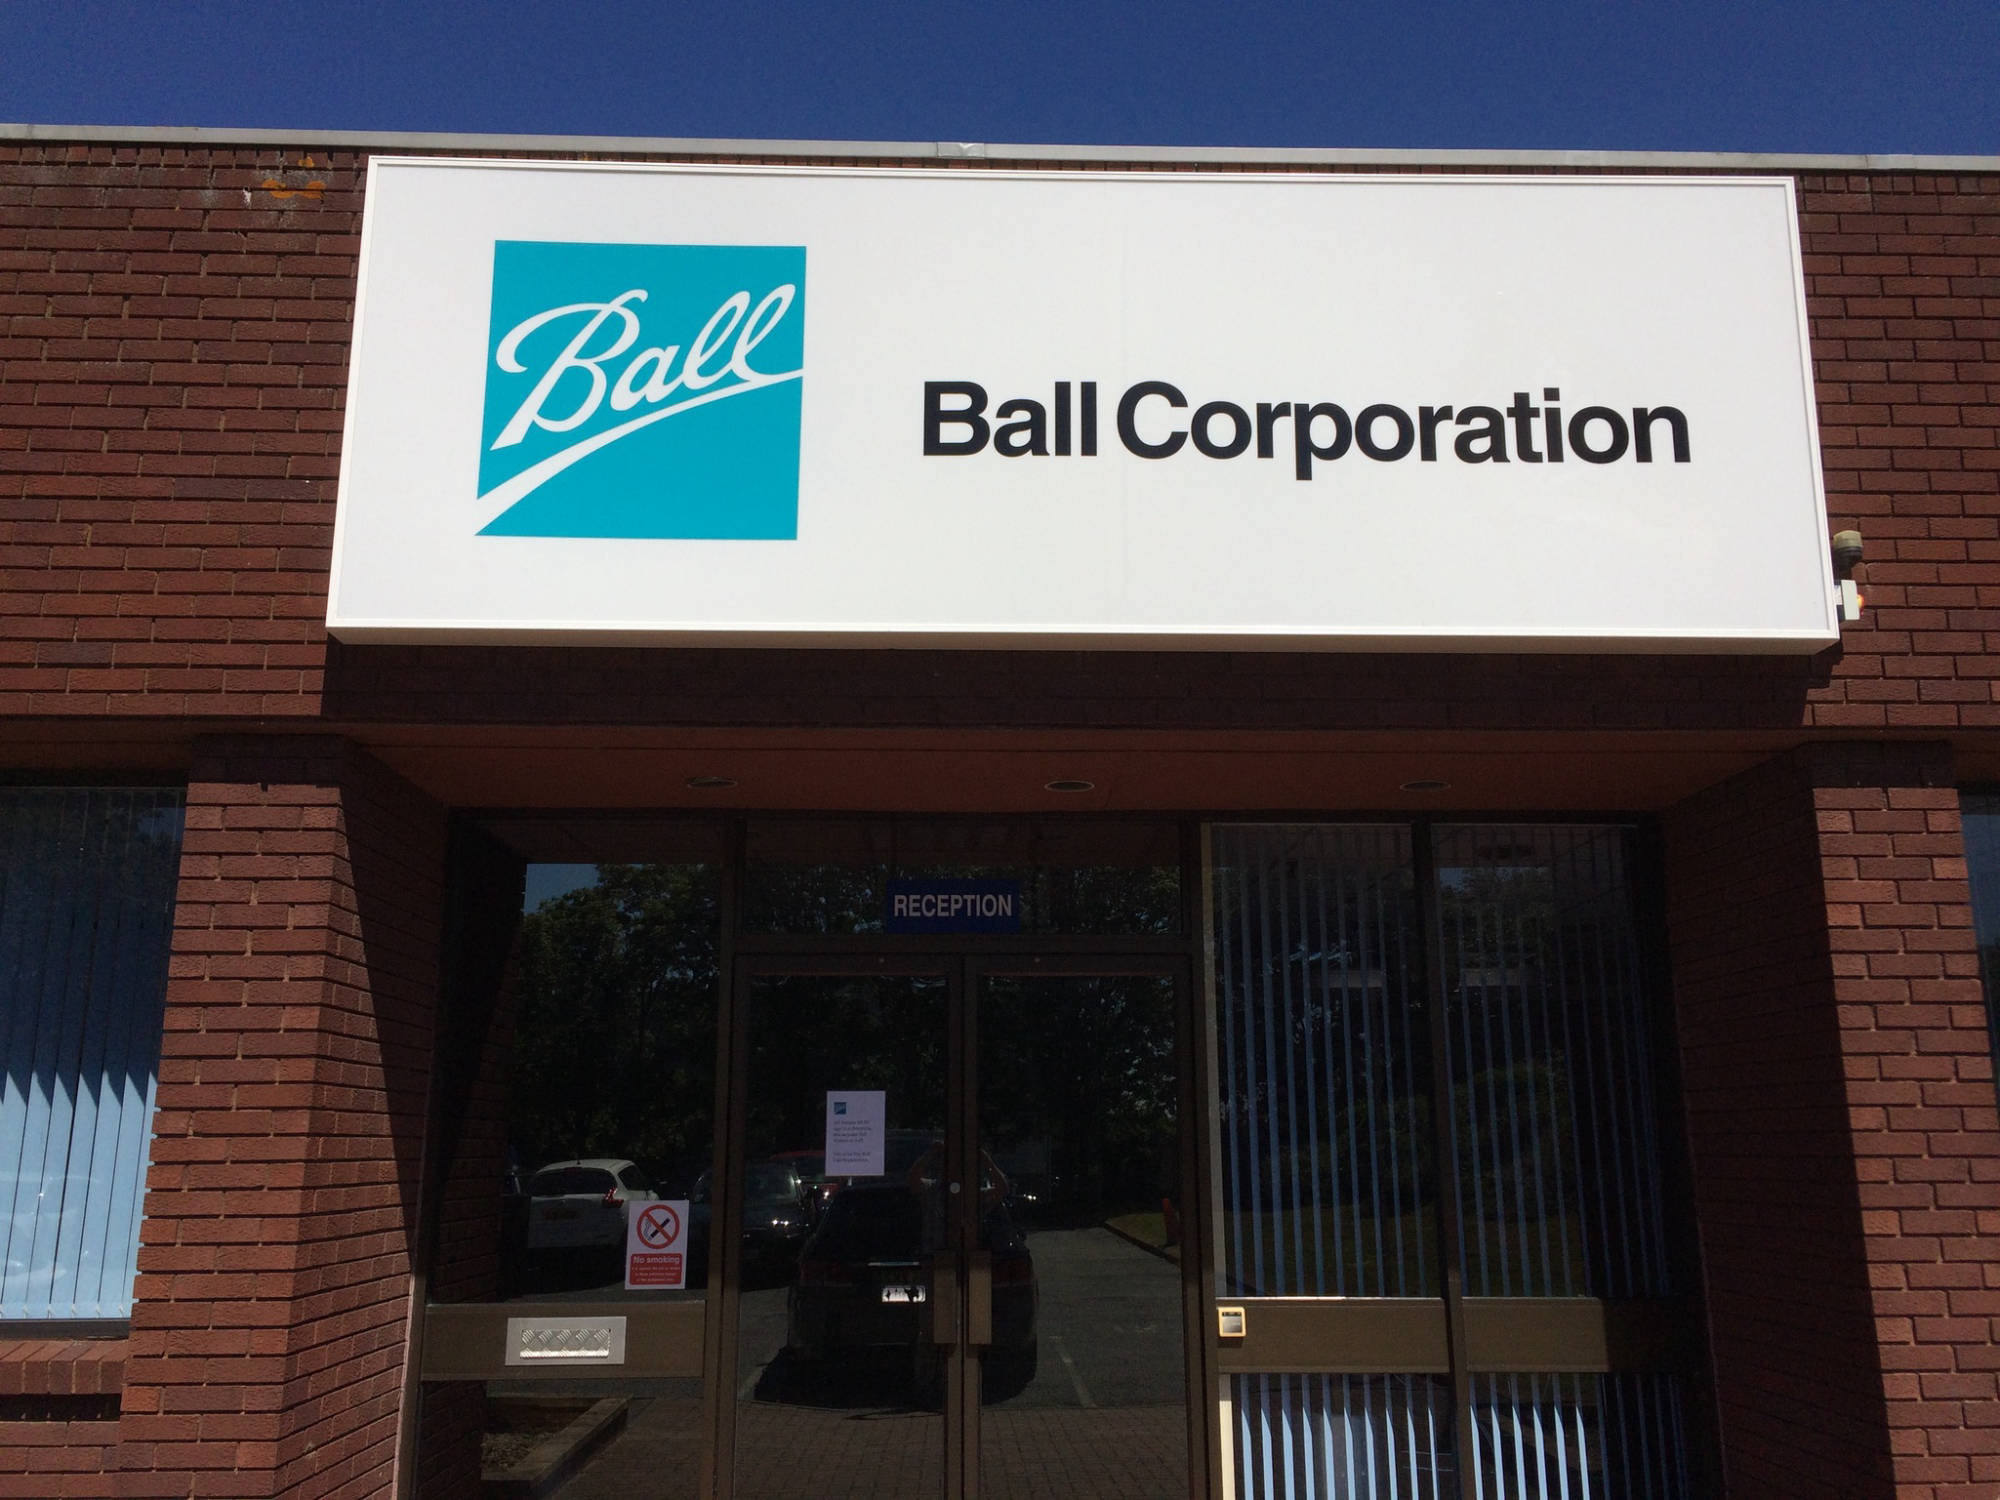 Ball
Ball Corporation
RECEPTION
No smoking